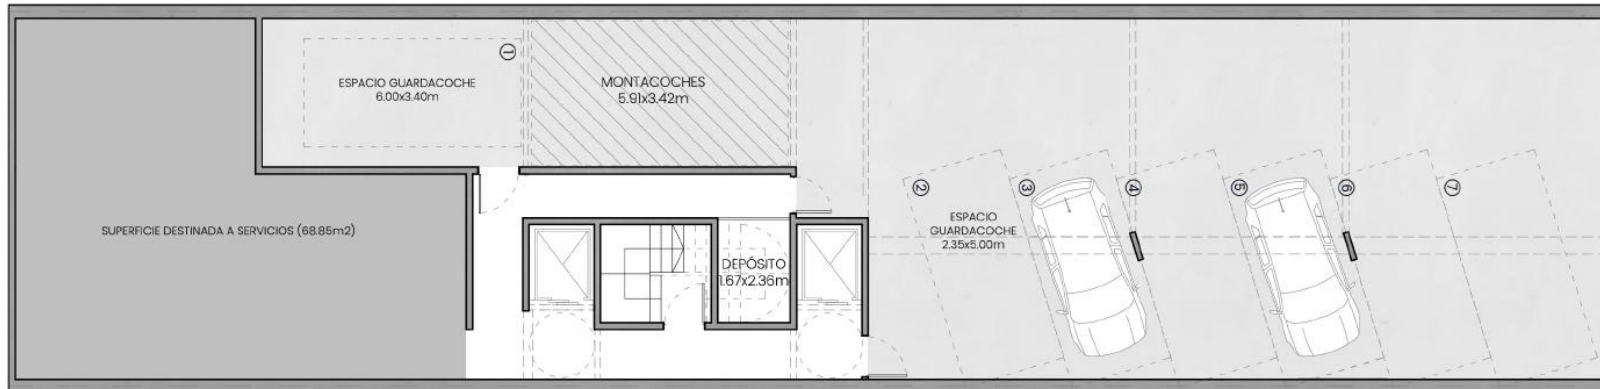 1
ESPACIO GUARDACOCHE
6.00x3.40m
MONTACOCHES
5.91x3.42m
2
3
4
5
6
7
ESPACIO
GUARDACOCHE
2.35x5.00m
SUPERFICIE DESTINADA A SERVICIOS (68.85m2)
DEPÓSITO
1.67x2.36m